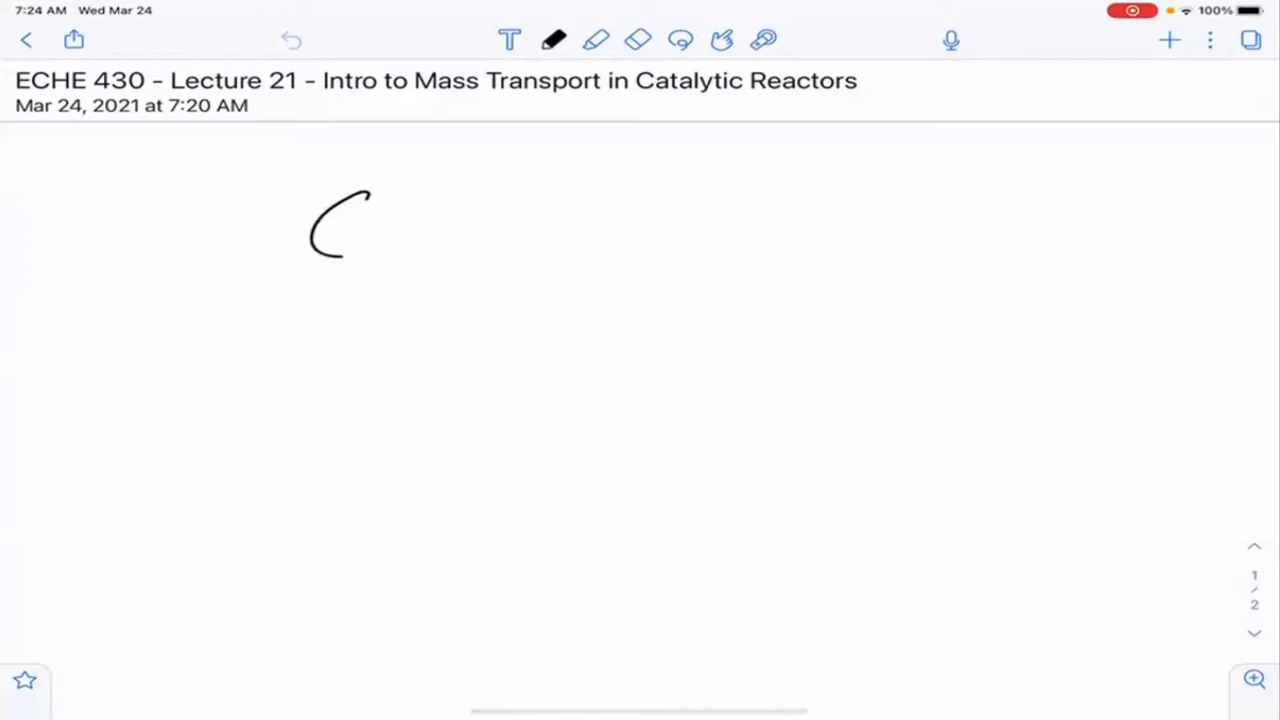 7:24 AM Wed Mar 24
100%
ECHE 430 - Lecture 21 - Intro to Mass Transport in Catalytic Reactors
Mar 24, 2021 at 7:20 AM
C
1
/
2